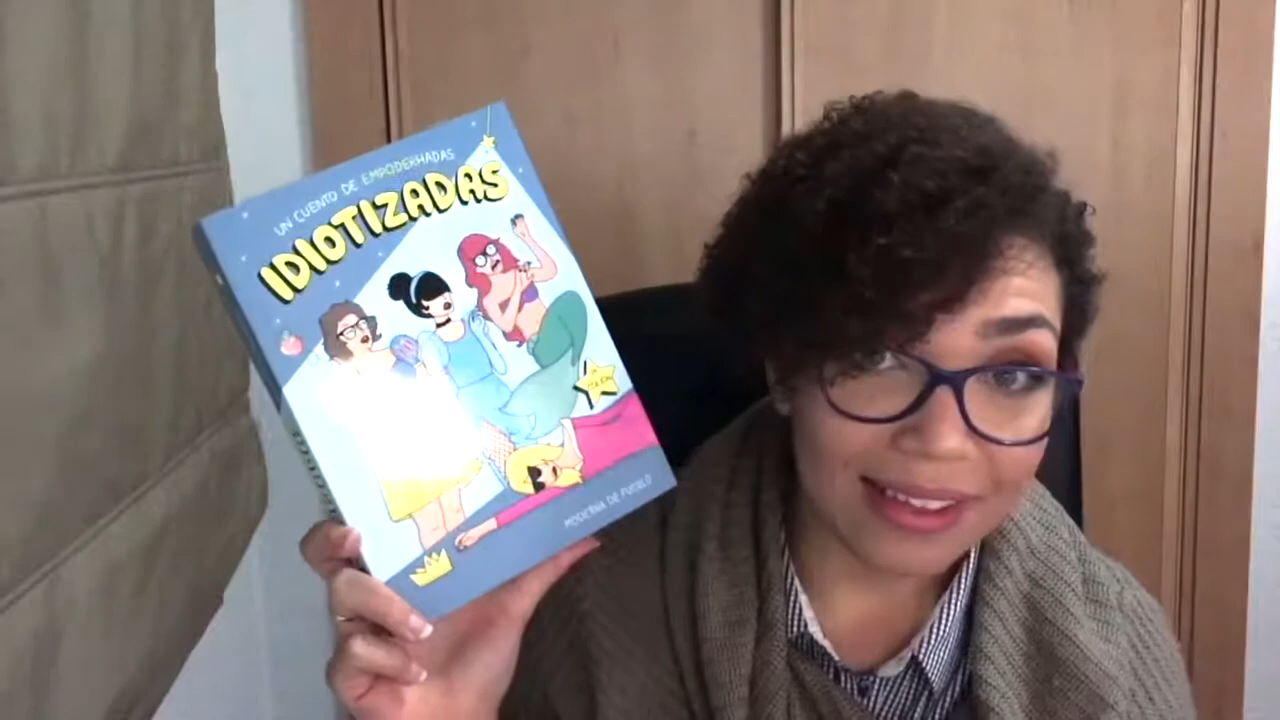 UN CUENTO DE EMPODERHADAS
IDIOTIZADAS
MODERNA DE PUEBLO